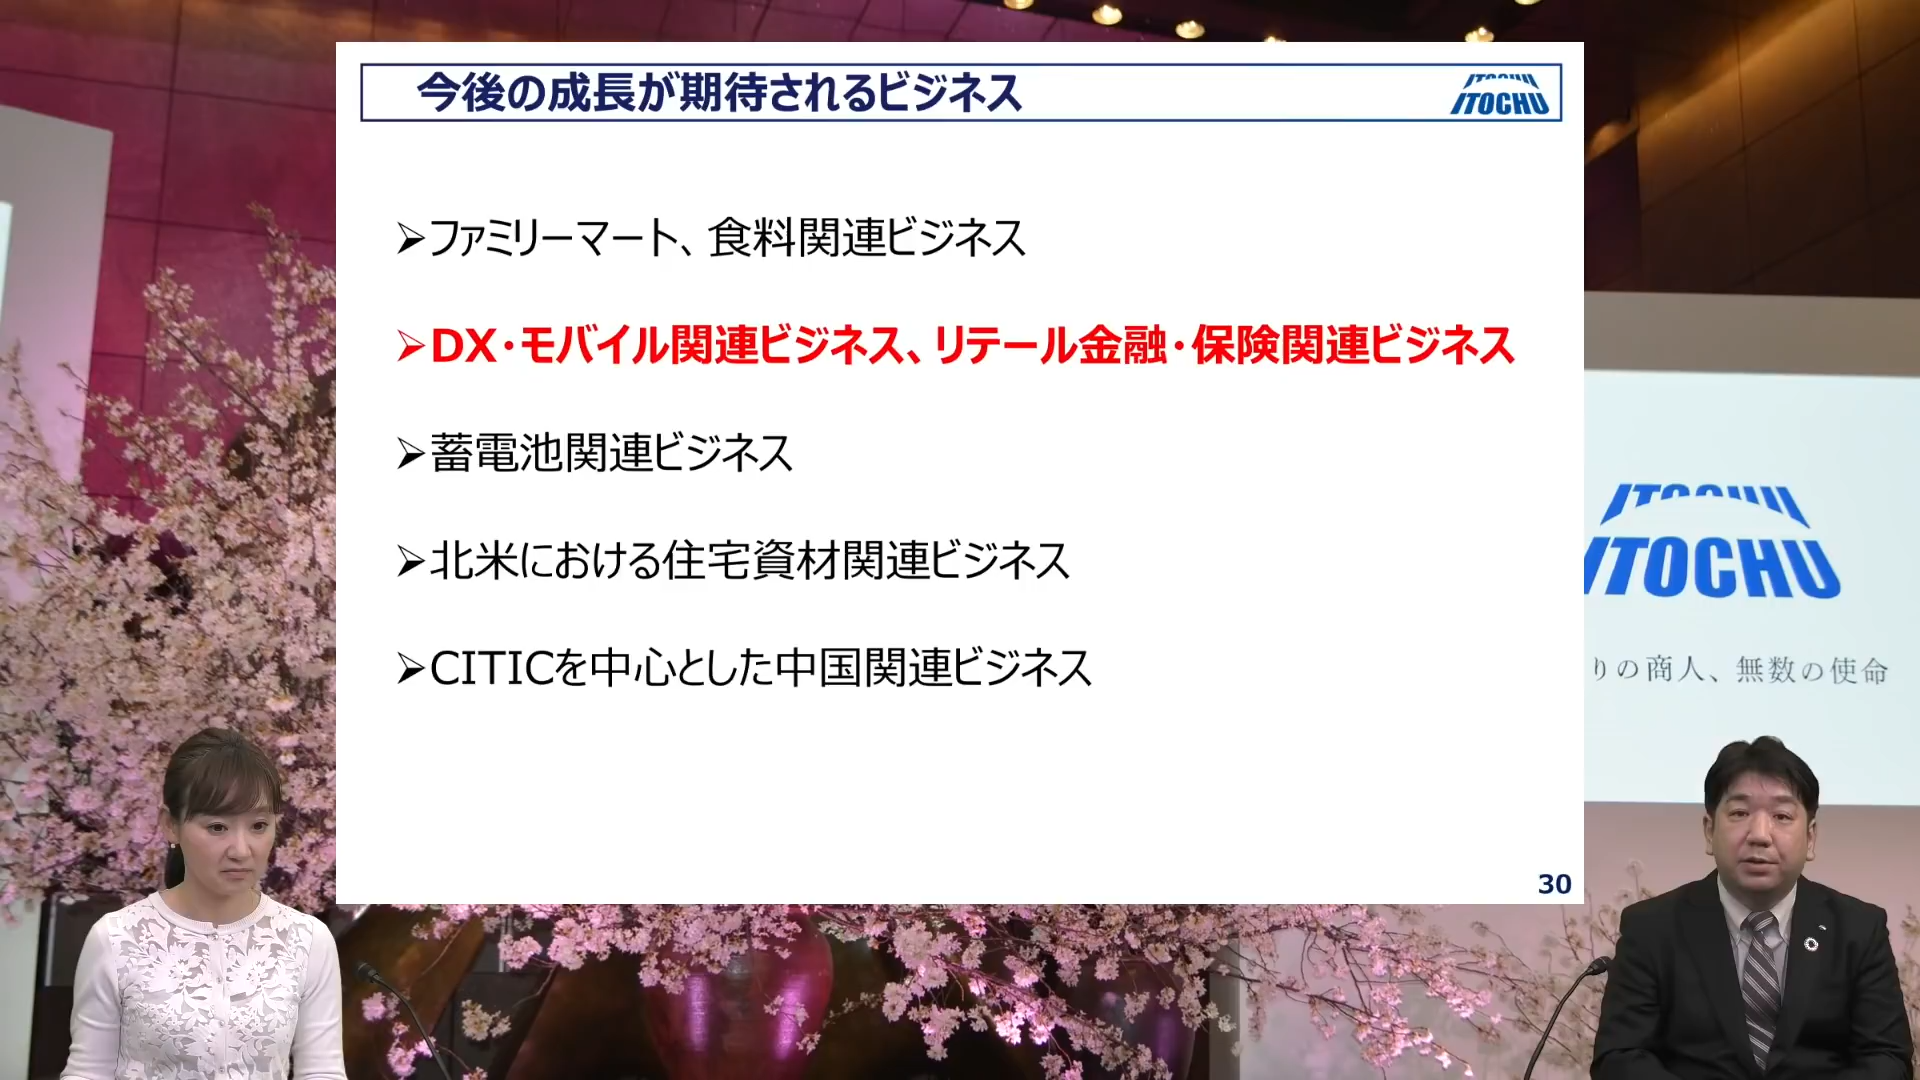 今後の成長が期待されるビジネス
ITOCHU
➢ファミリーマート、食料関連ビジネス
➢DX・モバイル関連ビジネス、リテール金融・保険関連ビジネス
➢蓄電池関連ビジネス
➢北米における住宅資材関連ビジネス
➢CITICを中心とした中国関連ビジネス
30
ITOCHU
りの商人、無数の使命